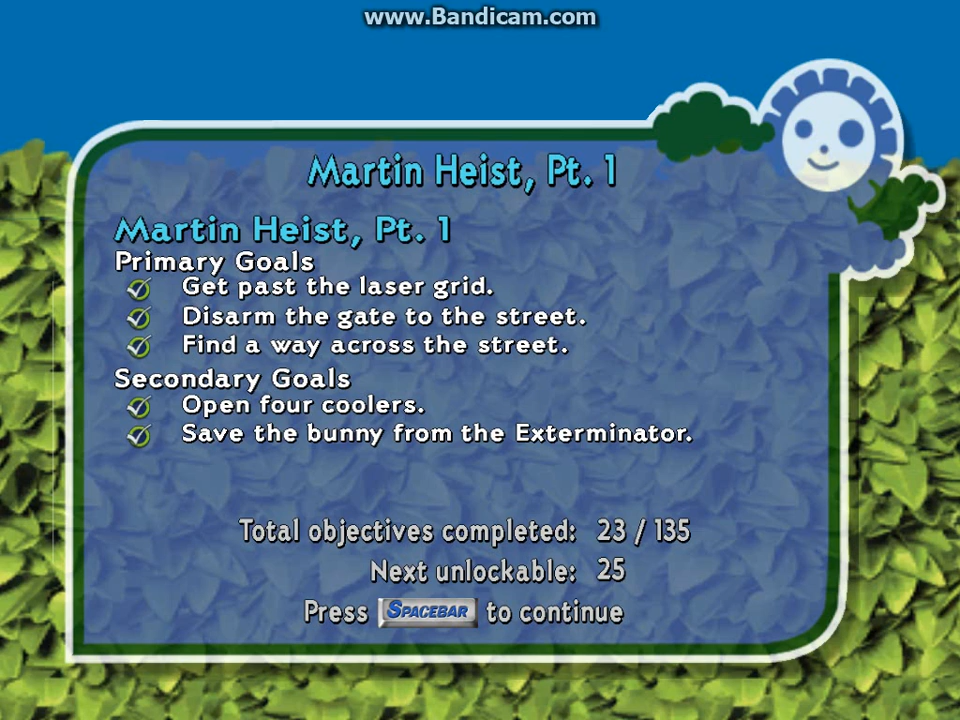 www.Bandicam.com
Martin Heist, Pt. 1
Martin Heist, Pt. 1
Primary Goals
Get past the laser grid.
Disarm the gate to the street.
Find a way across the street.
Secondary Goals
Open four coolers.
Save the bunny from the Exterminator.
Total objectives completed: 23 / 135
Next unlockable: 25
Press SPACEBAR to continue